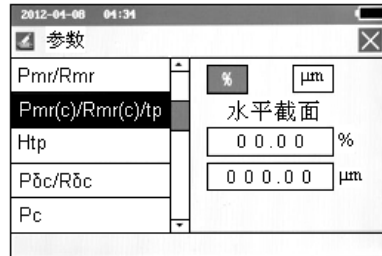 2012-04-08 04:34
参数
Pmr/Rmr
Pmr(c)/Rmr(c)/tp
Htp
Pδc/Rδc
Pc
% μm
水平截面
00.00 %
000.00 μm